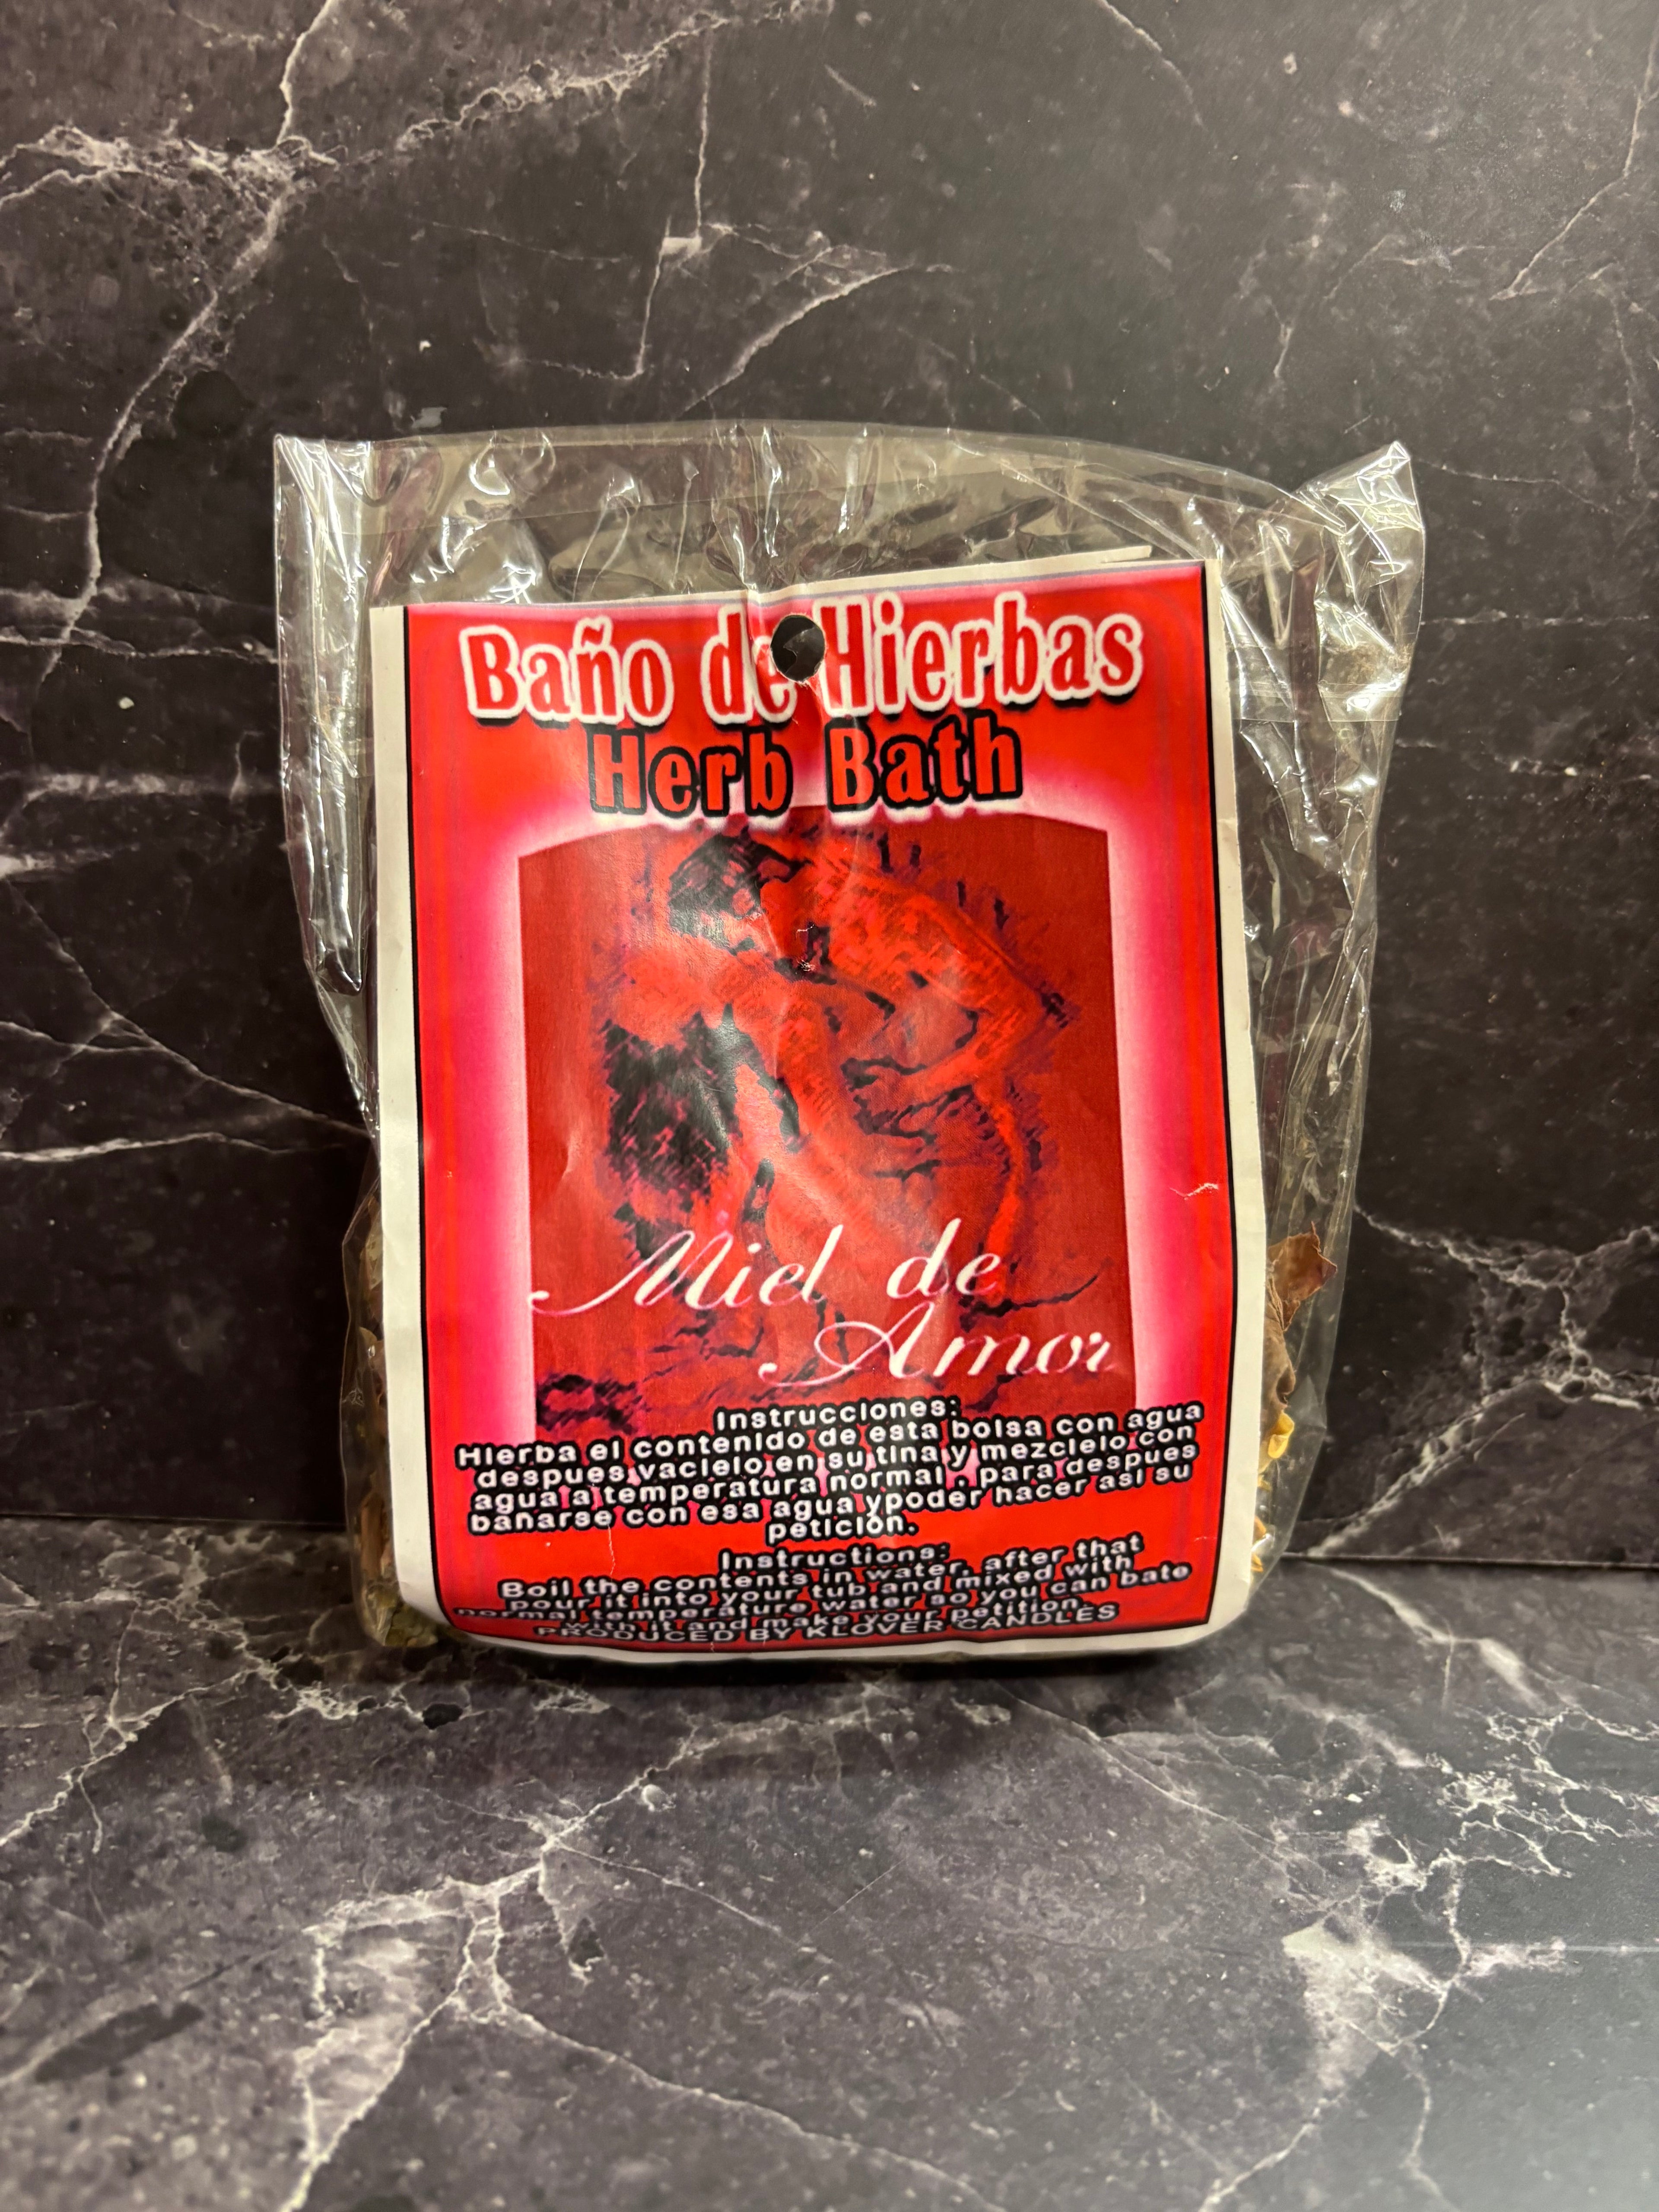 Baño de Hierbas
Herb Bath
Miel de
Amor
Instrucciones:
Hierba el contenido de esta bolsa con agua
despues vacielo en su tina y mezclelo con
agua a temperatura normal . para despues
banarse con esa agua ypoder hacer asi su
petición.
Instructions:
Boil the contents in water, after that
pour it into your tub and mixed with
normal temperature water so you can bate
with it and make your petition.
PRODUCED BY KLOVER CANDLES